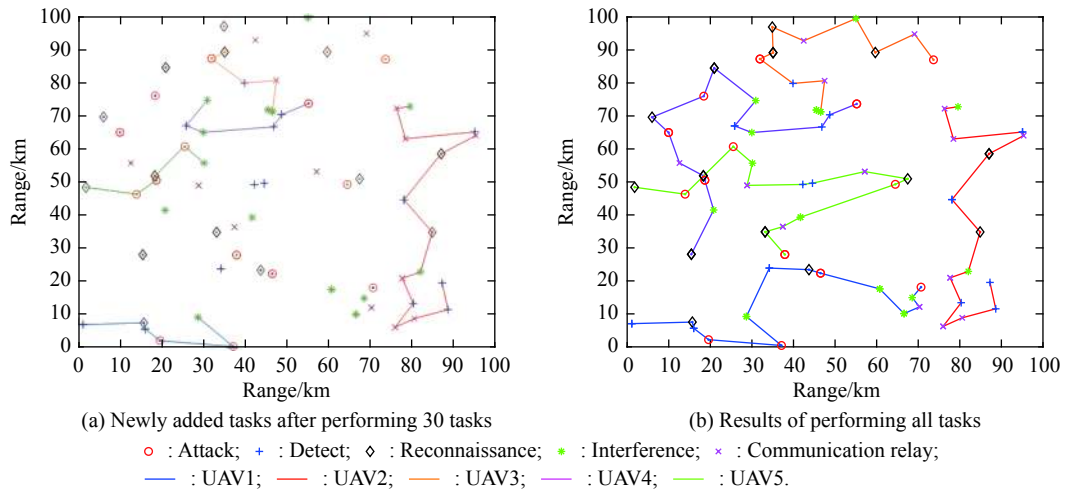 100
90
80
70
60
50
40
30
20
10
0
Range/km
0 10 20 30 40 50 60 70 80 90 100
Range/km
(a) Newly added tasks after performing 30 tasks
100
90
80
70
60
50
40
30
20
10
0
Range/km
0 10 20 30 40 50 60 70 80 90 100
Range/km
(b) Results of performing all tasks
: Attack; : Detect; : Reconnaissance; : Interference; : Communication relay;
: UAV1; : UAV2; : UAV3; : UAV4; : UAV5.